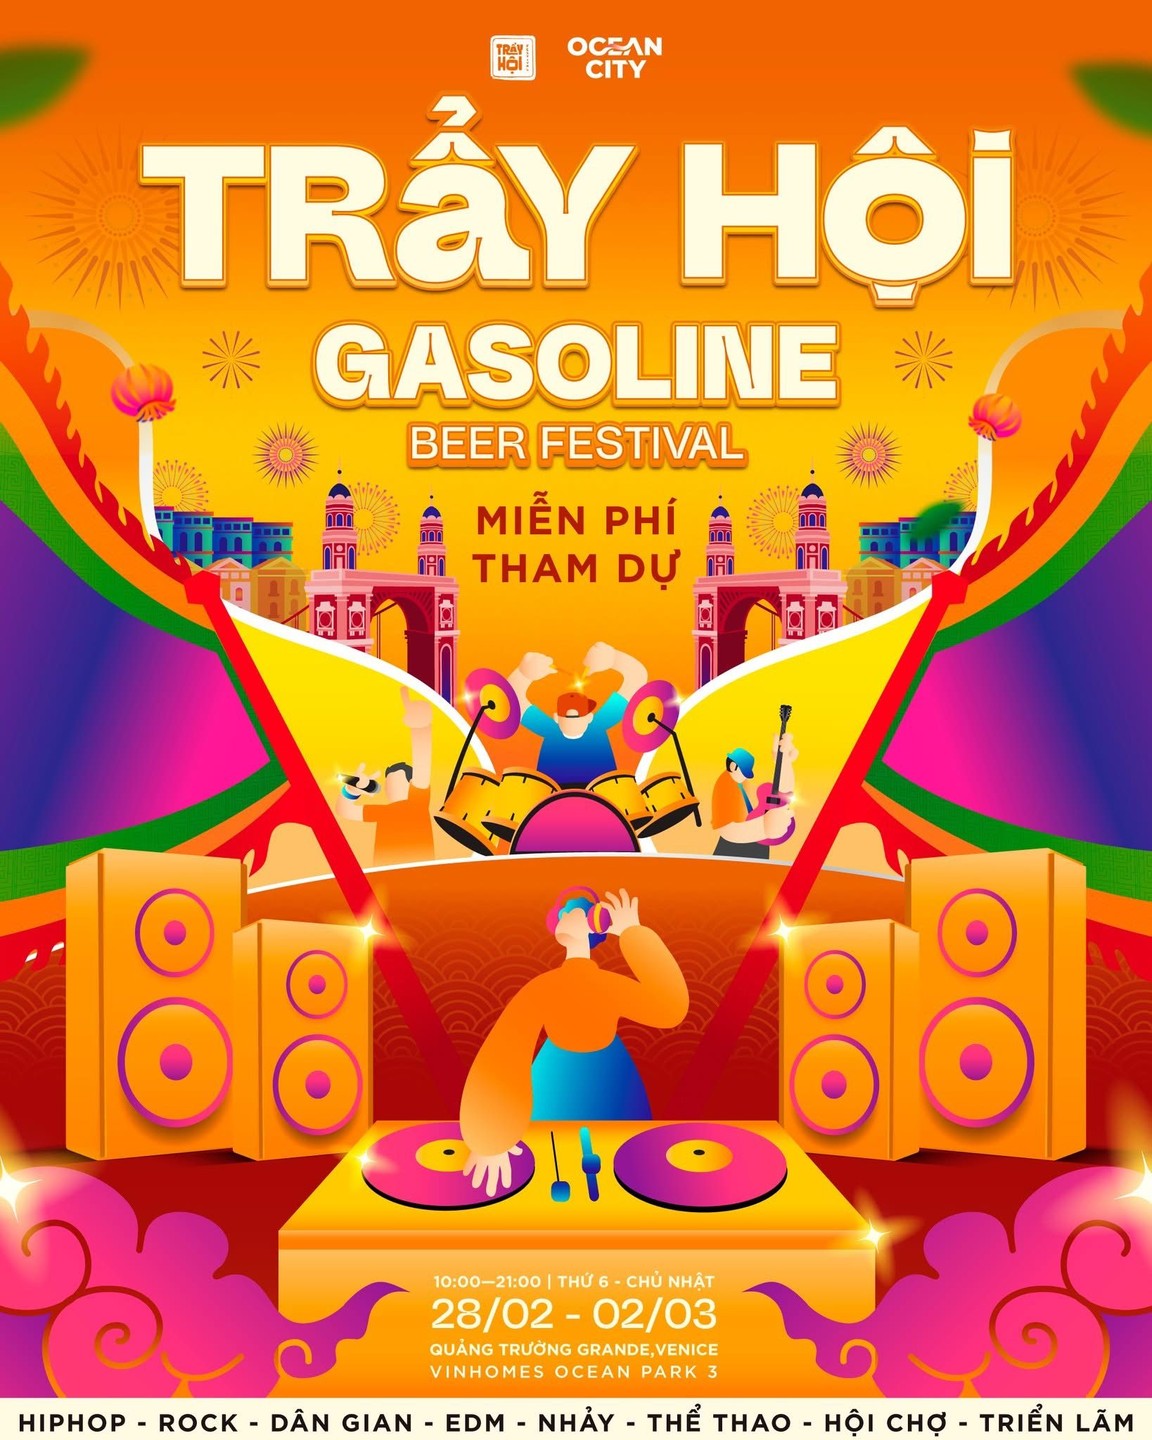 TRẨY
HỘI
OCEAN
CITY
TRẨY HỘI
GASOLINE
BEER FESTIVAL
MIỄN PHÍ
THAM DỰ
10:00—21:00 | THỨ 6 - CHỦ NHẬT
28/02 - 02/03
QUẢNG TRƯỜNG GRANDE,VENICE
VINHOMES OCEAN PARK 3
HIPHOP - ROCK - DÂN GIAN - EDM - NHẢY - THỂ THAO - HỘI CHỢ - TRIỂN LÃM